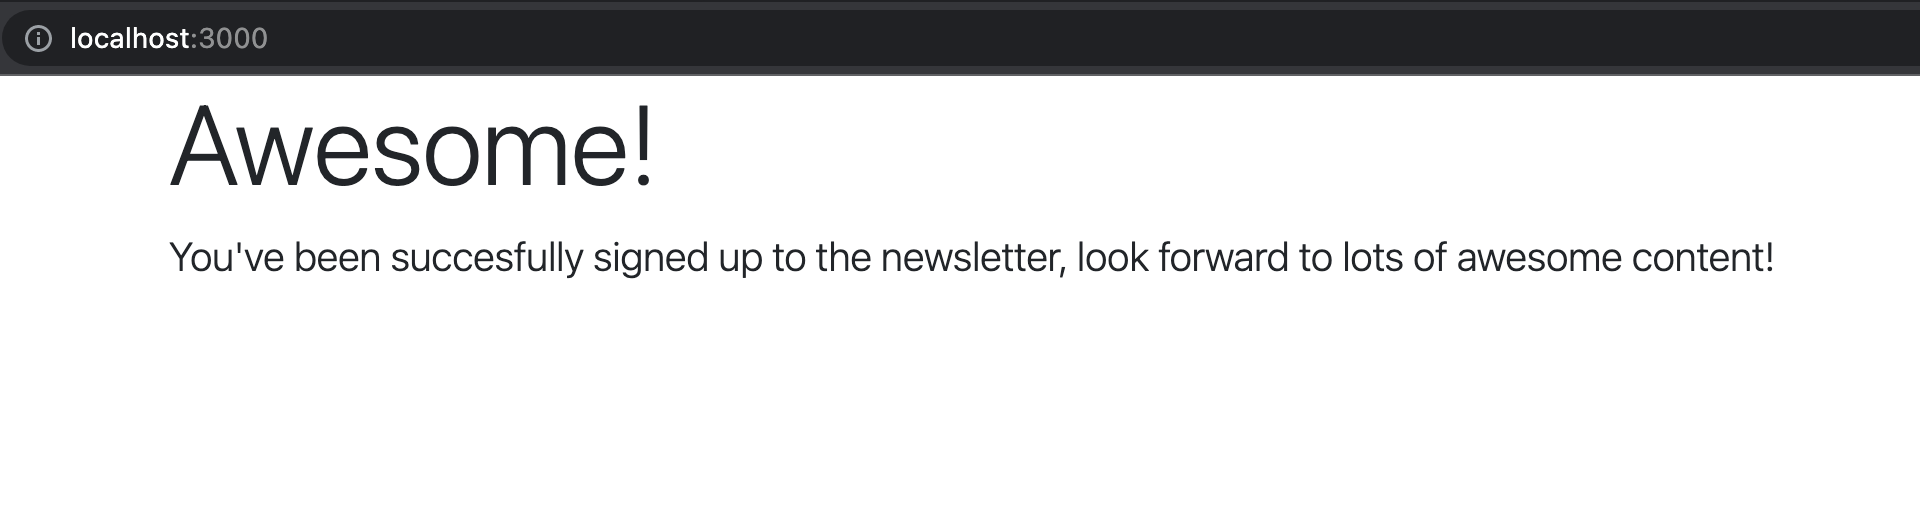 localhost:3000
Awesome!
You've been succesfully signed up to the newsletter, look forward to lots of awesome content!